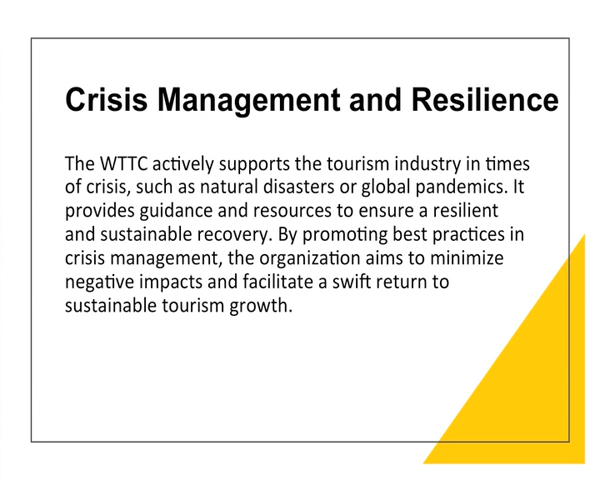 Crisis Management and Resilience
The WTTC actively supports the tourism industry in times
of crisis, such as natural disasters or global pandemics. It
provides guidance and resources to ensure a resilient
and sustainable recovery. By promoting best practices in
crisis management, the organization aims to minimize
negative impacts and facilitate a swift return to
sustainable tourism growth.